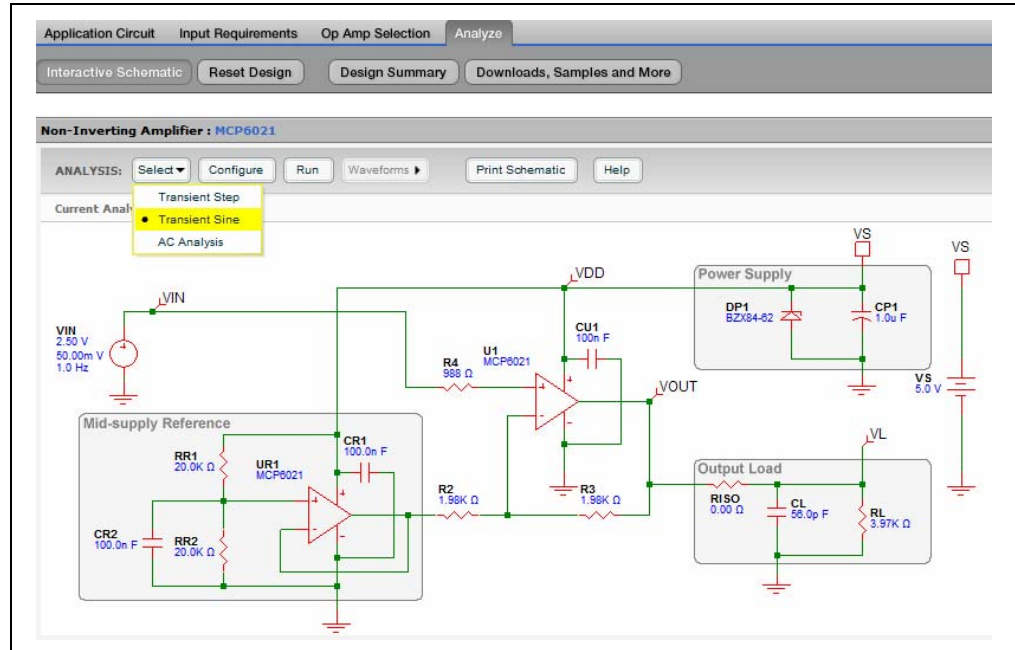 Application Circuit Input Requirements Op Amp Selection Analyze
Interactive Schematic Reset Design Design Summary Downloads, Samples and More
Non-Inverting Amplifier : MCP6021
ANALYSIS: Select Configure Run Waveforms Print Schematic Help
Transient Step
Current Anal
Transient Sine
AC Analysis
VS
VS
VDD
Power Supply
VIN
DP1
BZX84-62
CP1
1.0u F
VIN
2.50 V
50.00m V
1.0 Hz
CU1
100n F
U1
MCP6021
R4
988 Ω
VS
5.0 V
VOUT
Mid-supply Reference
VL
RR1
20.0K Ω
CR1
100.0n F
UR1
MCP6021
Output Load
R2
1.98K Ω
R3
1.98K Ω
RISO
0.00 Ω
CL
56.0p F
RL
3.97K Ω
CR2
100.0n F
RR2
20.0K Ω